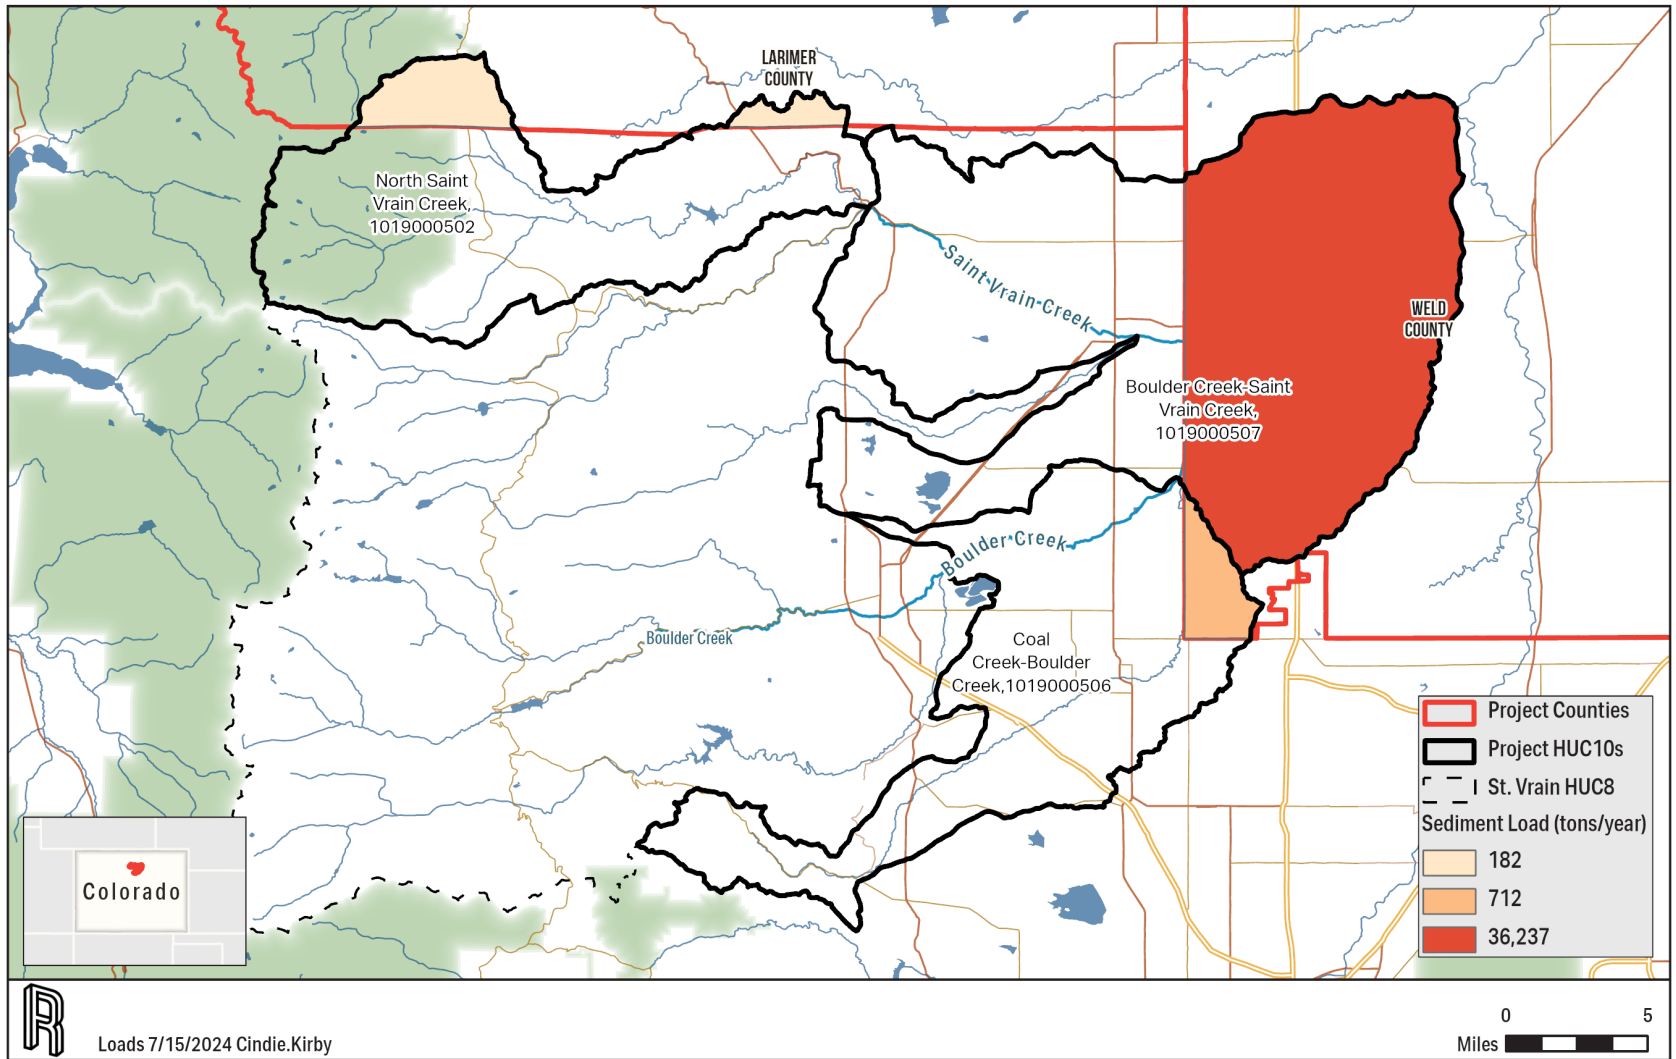 LARIMER
COUNTY
North Saint
Vrain Creek,
1019000502
Saint Vrain Creek
WELD
COUNTY
Boulder Creek-Saint
Vrain Creek,
1019000507
Boulder Creek
Boulder Creek
Coal
Creek-Boulder
Creek,1019000506
Project Counties
Project HUC10s
St. Vrain HUC8
Sediment Load (tons/year)
182
712
36,237
Colorado
R
Loads 7/15/2024 Cindie.Kirby
0 5
Miles